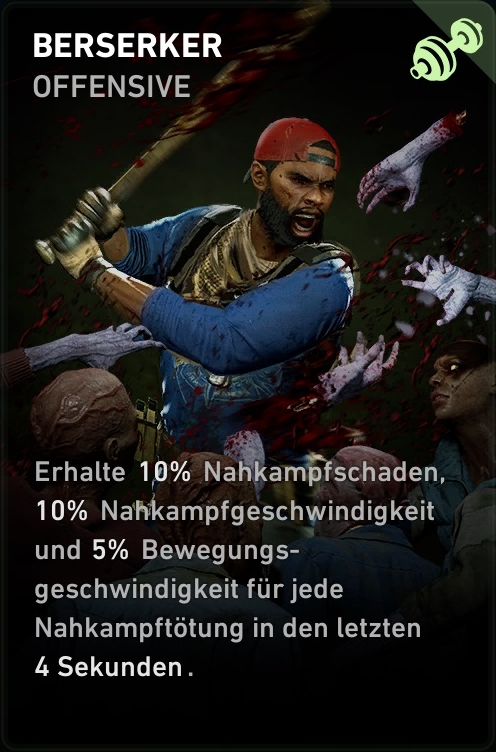 BERSERKER
OFFENSIVE
Erhalte 10% Nahkampfschaden,
10% Nahkampfgeschwindigkeit
und 5% Bewegungs-
geschwindigkeit für jede
Nahkampftötung in den letzten
4 Sekunden.